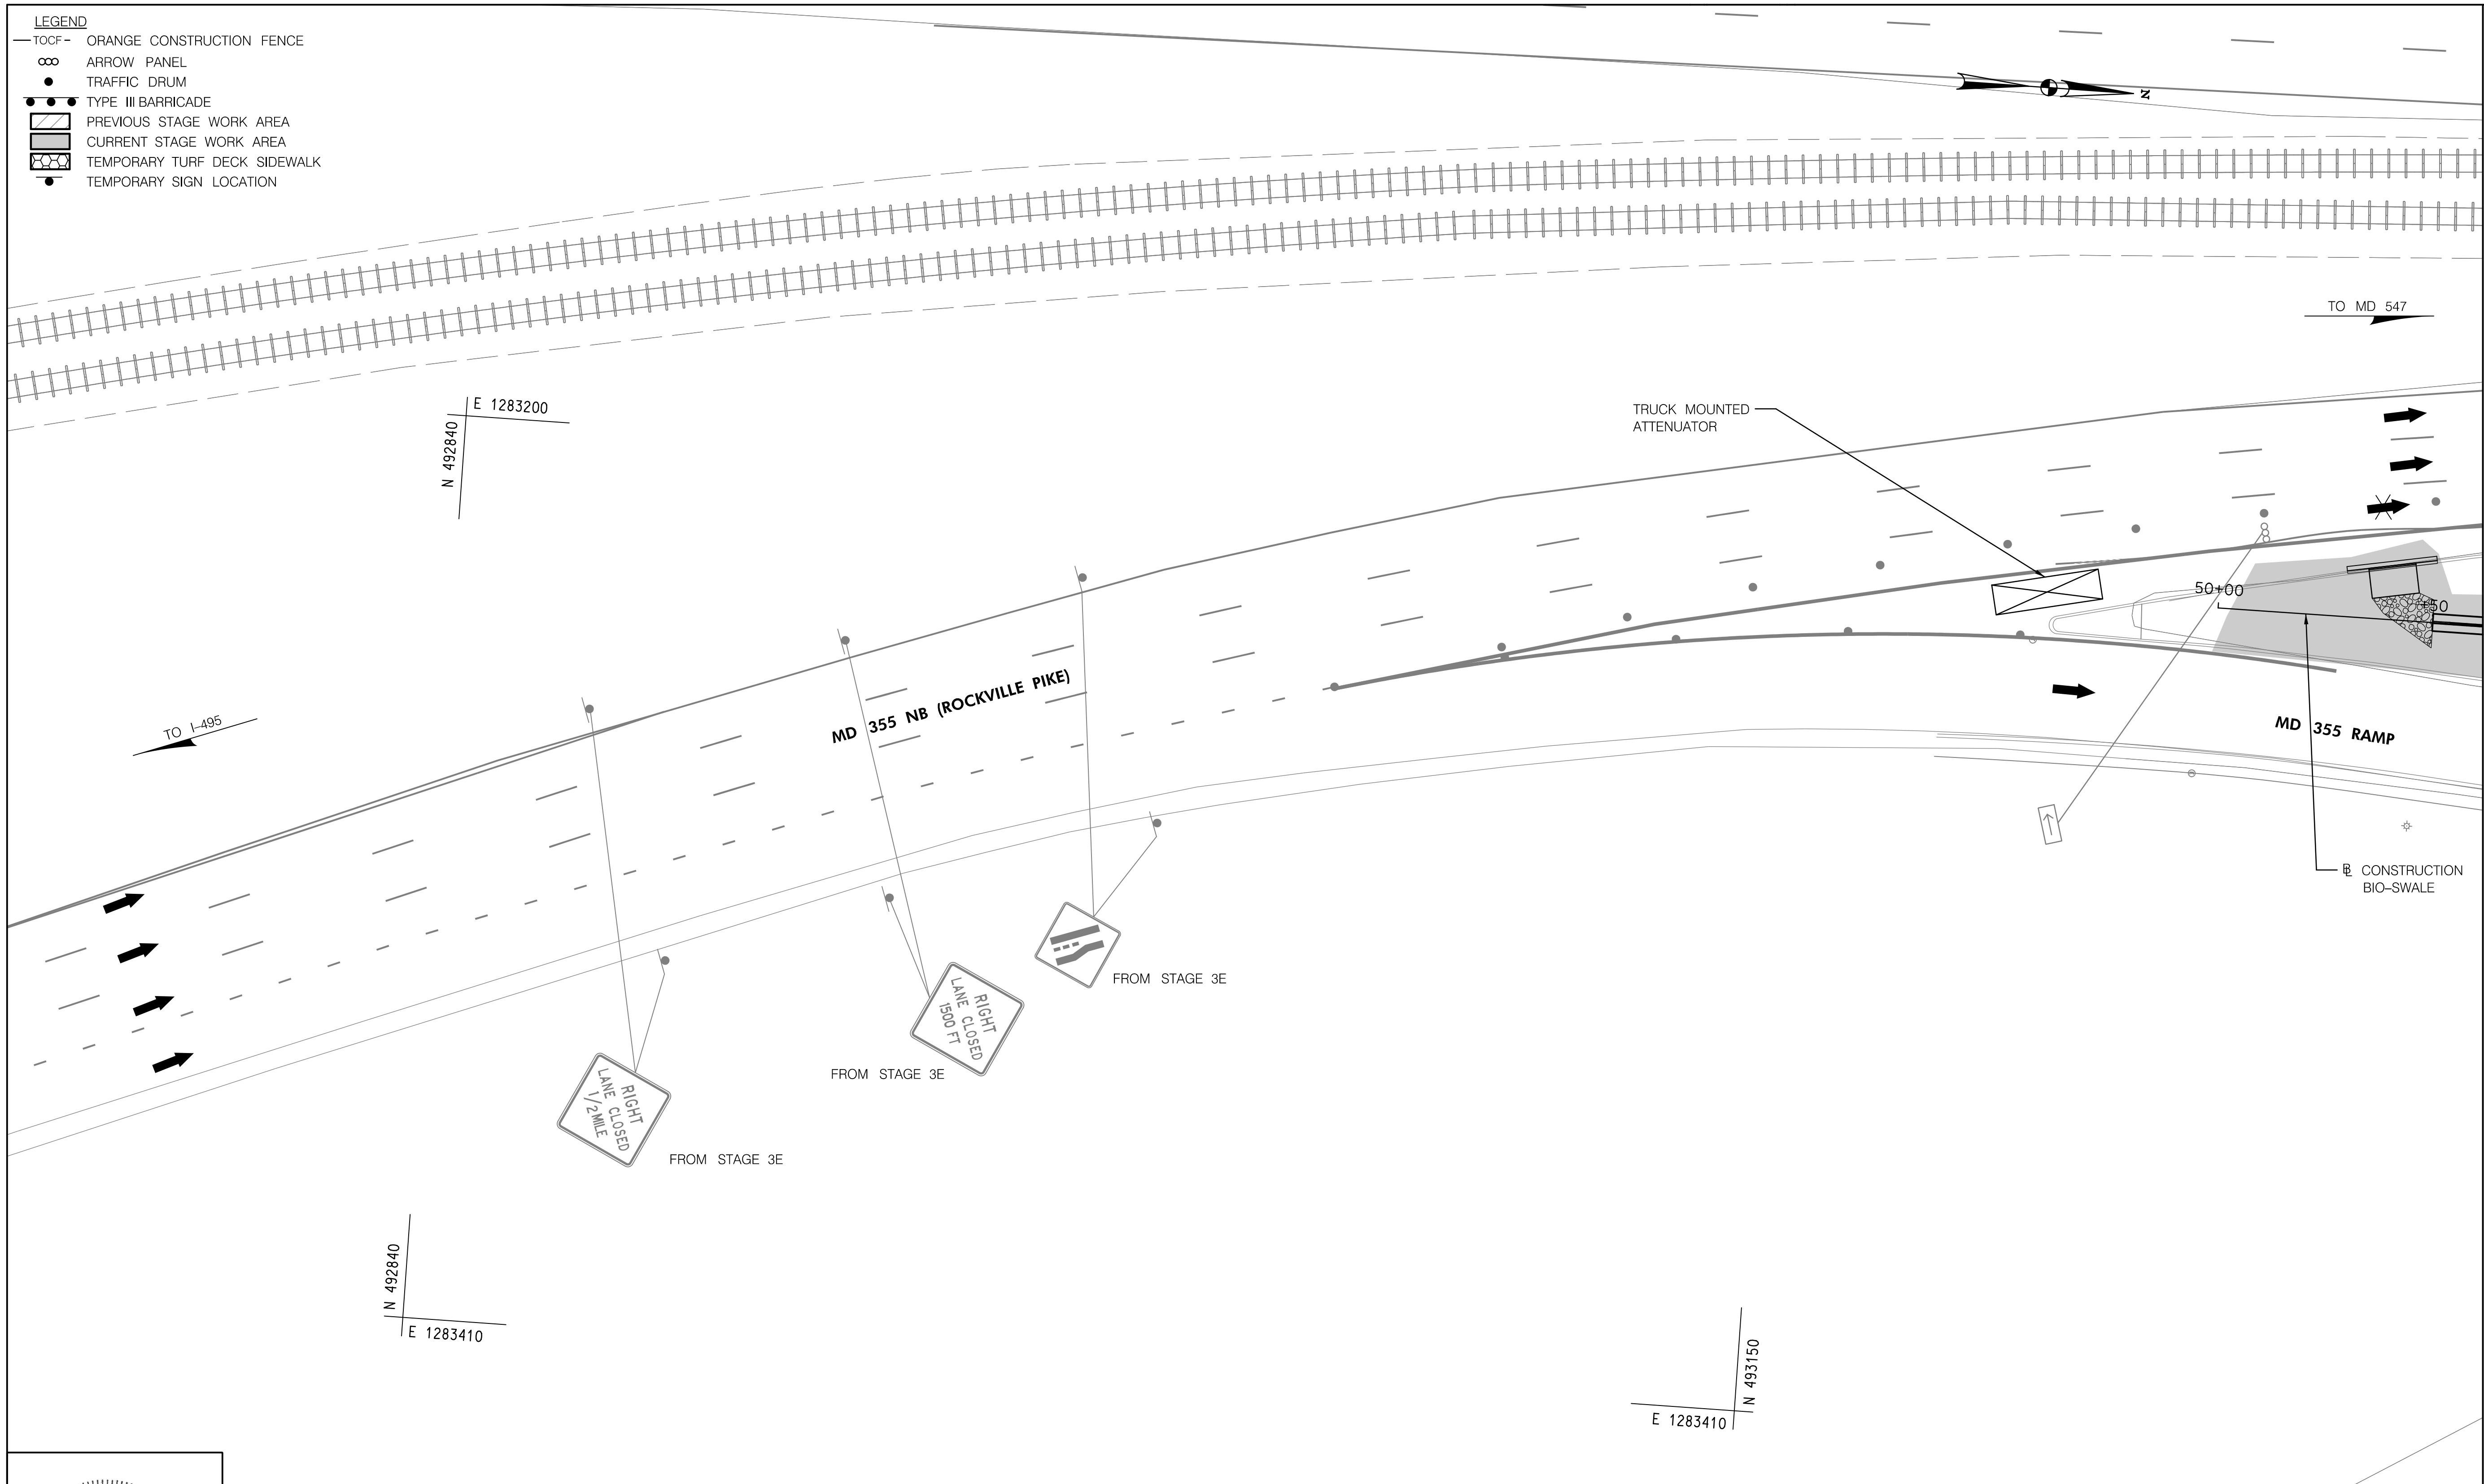 LEGEND
TOCF
ORANGE CONSTRUCTION FENCE
ARROW PANEL
TRAFFIC DRUM
TYPE III BARRICADE
PREVIOUS STAGE WORK AREA
CURRENT STAGE WORK AREA
TEMPORARY TURF DECK SIDEWALK
TEMPORARY SIGN LOCATION
N
TO MD 547
E 1283200
N 492840
TRUCK MOUNTED
ATTENUATOR
50+00
+50
TO I-495
MD 355 NB (ROCKVILLE PIKE)
MD 355 RAMP
BL CONSTRUCTION
BIO-SWALE
FROM STAGE 3E
RIGHT
LANE CLOSED
1500 FT
FROM STAGE 3E
RIGHT
LANE CLOSED
1/2 MILE
FROM STAGE 3E
N 492840
E 1283410
N 493150
E 1283410